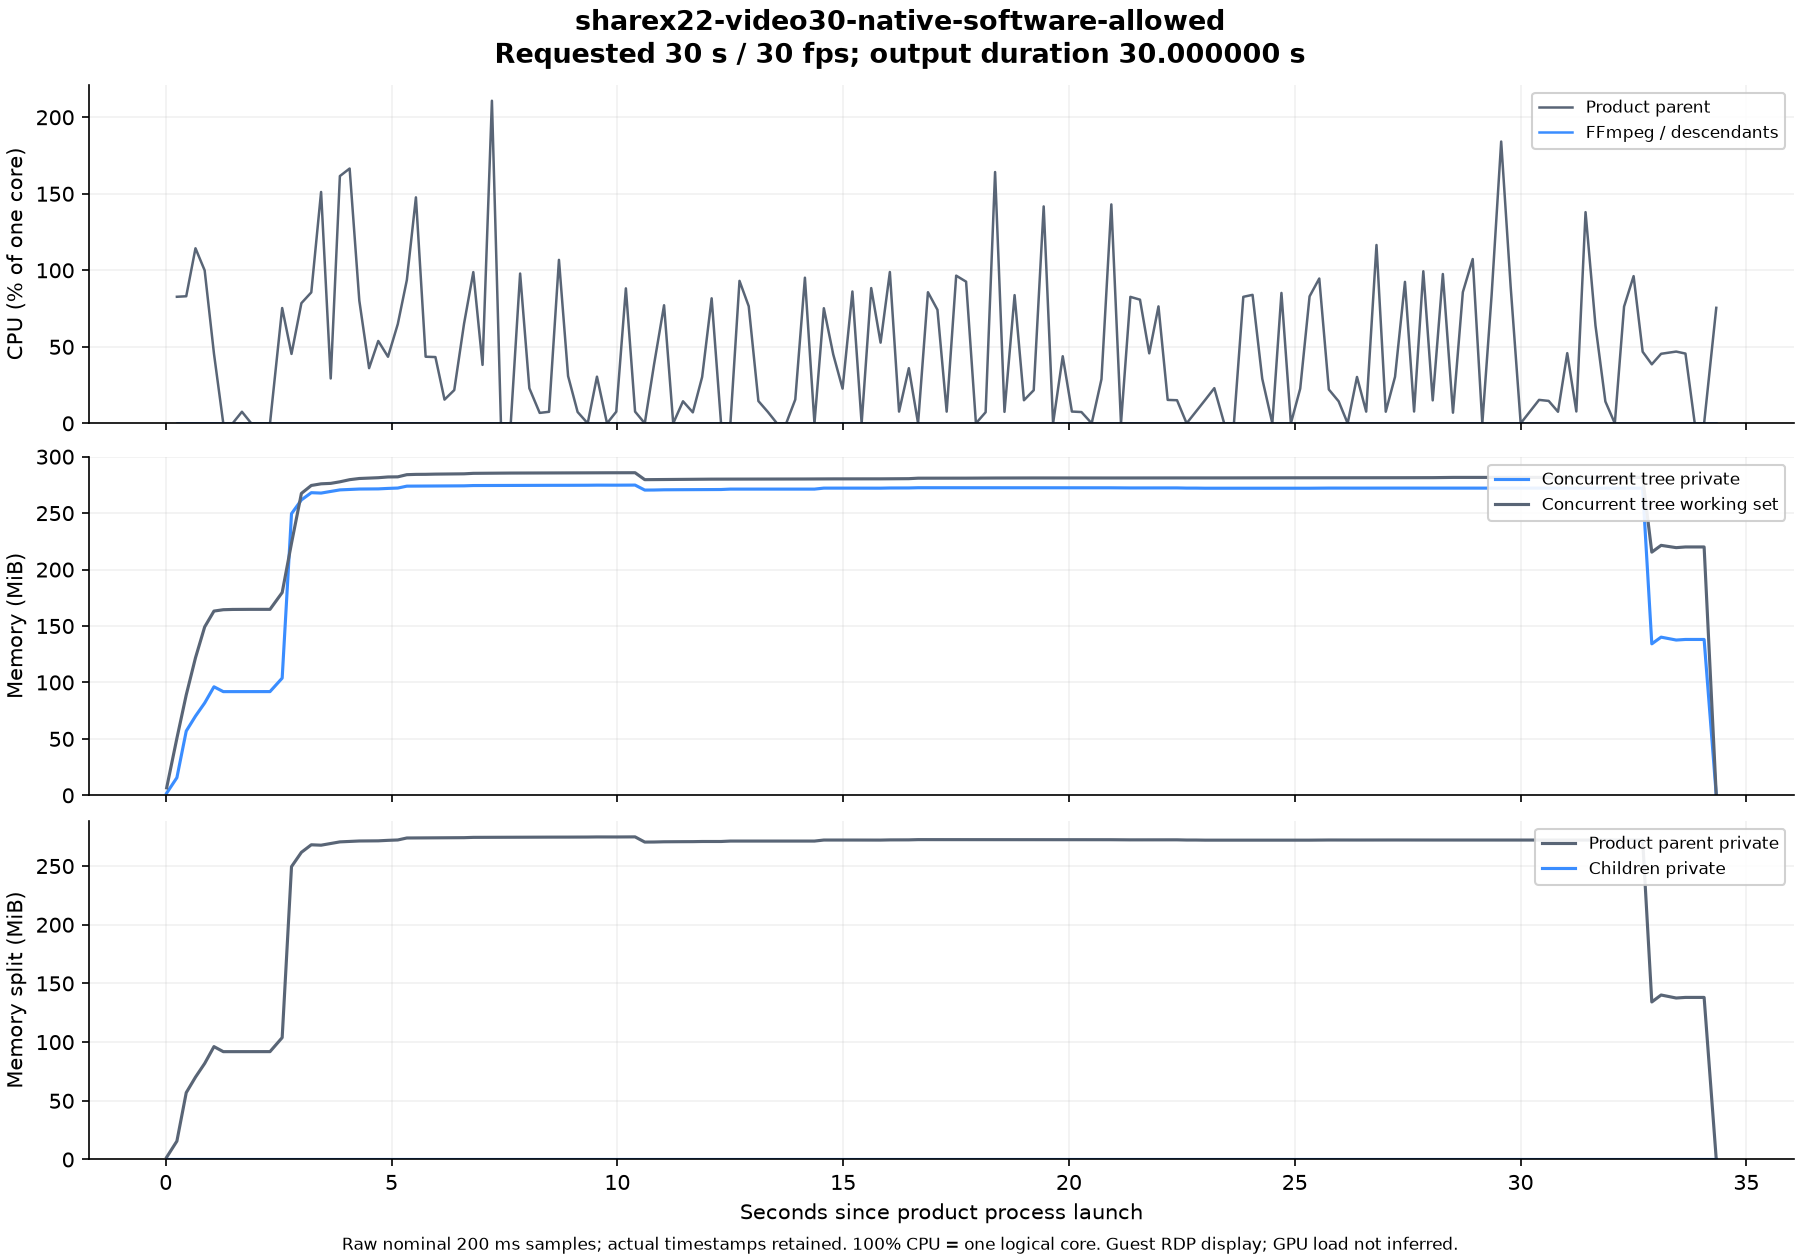 sharex22-video30-native-software-allowed
Requested 30 s / 30 fps; output duration 30.000000 s
CPU (% of one core)
200
150
100
50
0
Product parent
FFmpeg / descendants
Memory (MiB)
300
250
200
150
100
50
0
Concurrent tree private
Concurrent tree working set
Memory split (MiB)
250
200
150
100
50
0
Product parent private
Children private
0 5 10 15 20 25 30 35
Seconds since product process launch
Raw nominal 200 ms samples; actual timestamps retained. 100% CPU = one logical core. Guest RDP display; GPU load not inferred.